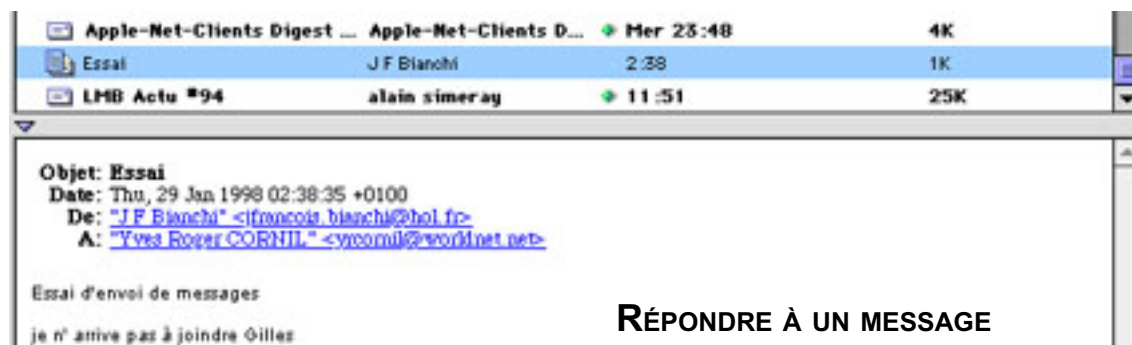 Apple-Net-Clients Digest ... Apple-Net-Clients D... Mer 23:48 4K
Essai J F Bianchi 2:38 1K
LMB Actu #94 alain simeray 11:51 25K
Objet: Essai
Date: Thu, 29 Jan 1998 02:38:35 +0100
De: "J F Bianchi" <jfrancois.bianchi@hol.fr>
A: "Yves Roger CORNIL" <yrcornil@worldnet.net>
Essai d'envoi de messages
je n' arrive pas à joindre Gilles
RÉPONDRE À UN MESSAGE